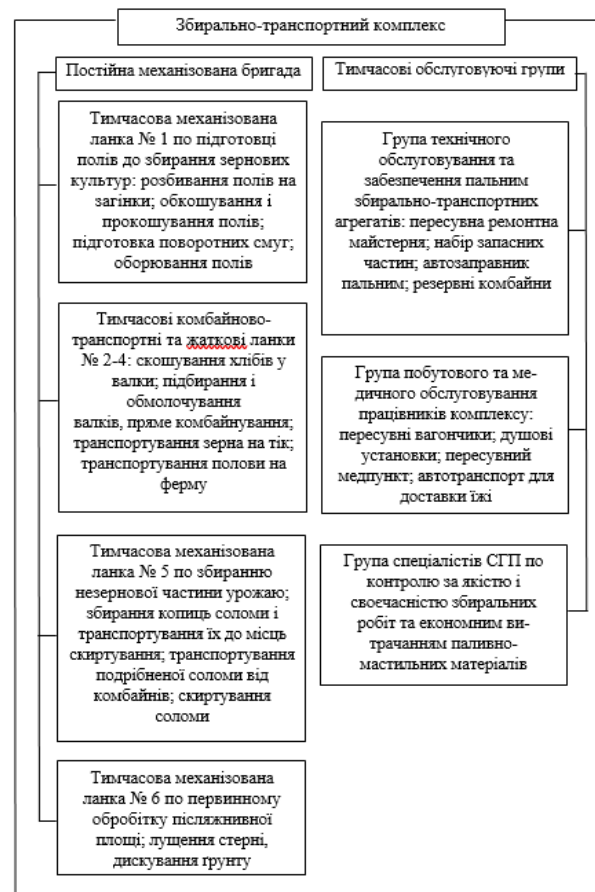 Збирально-транспортний комплекс
Постійна механізована бригада
Тимчасова механізована
ланка № 1 по підготовці
полів до збирання зернових
культур: розбивання полів на
загінки; обкошування і
прокошування полів;
підготовка поворотних смуг;
оборювання полів
Тимчасові комбайново-
транспортні та жаткові ланки
№ 2-4: скошування хлібів у
валки; підбирання і
обмолочування
валків, пряме комбайнування;
транспортування зерна на тік;
транспортування полови на
ферму
Тимчасова механізована
ланка № 5 по збиранню
незернової частини урожаю;
збирання копиць соломи і
транспортування їх до місць
скиртування; транспортування
подрібненої соломи від
комбайнів; скиртування
соломи
Тимчасова механізована
ланка № 6 по первинному
обробітку післяжнивної
площі; лущення стерні,
дискування ґрунту
Тимчасові обслуговуючі групи
Група технічного
обслуговування та
забезпечення пальним
збирально-транспортних
агрегатів: пересувна ремонтна
майстерня; набір запасних
частин; автозаправник
пальним; резервні комбайни
Група побутового та ме-
дичного обслуговування
працівників комплексу:
пересувні вагончики; душові
установки; пересувний
медпункт; автотранспорт для
доставки їжі
Група спеціалістів СГП по
контролю за якістю і
своєчасністю збиральних
робіт та економним ви-
трачанням паливно-
мастильних матеріалів